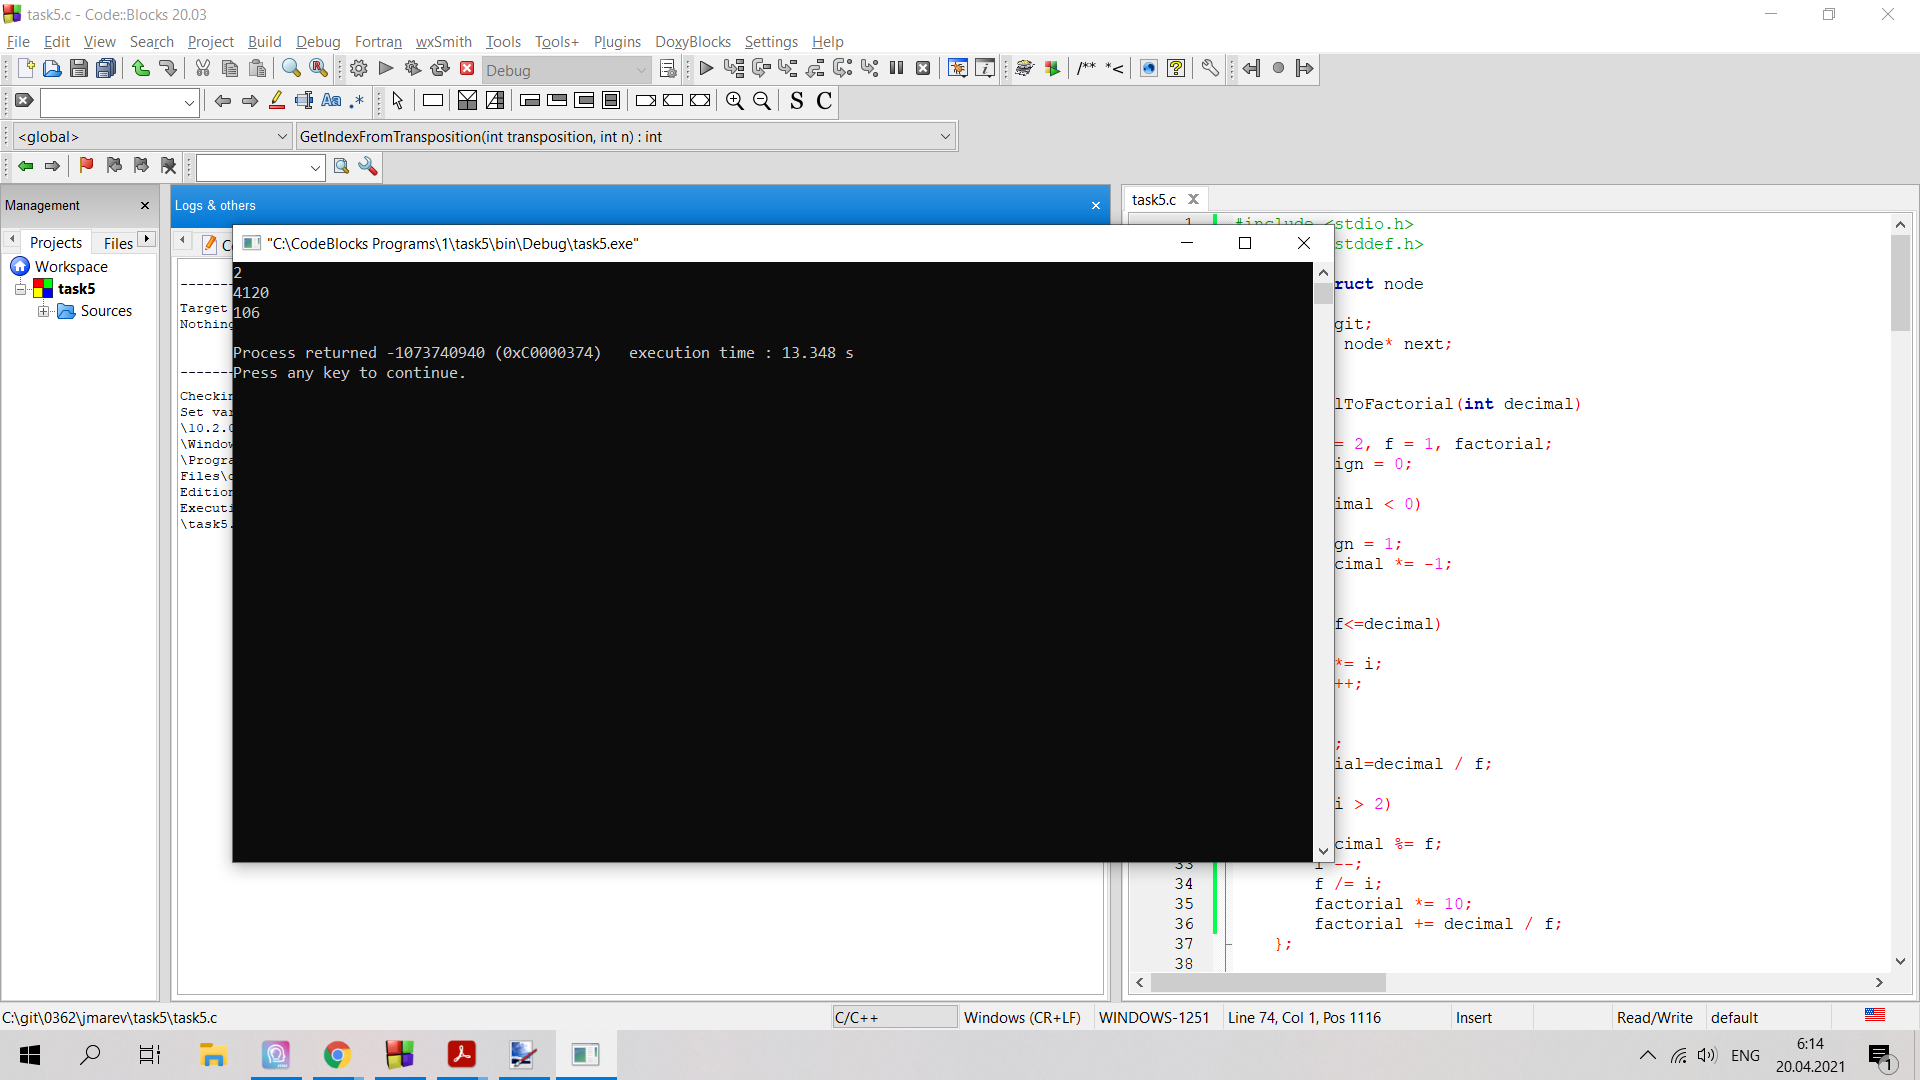 task5.c - Code::Blocks 20.03
File Edit View Search Project Build Debug Fortran wxSmith Tools Tools+ Plugins DoxyBlocks Settings Help
Debug
/** *<
Aa .* S C
<global> GetIndexFromTransposition(int transposition, int n) : int
Management
Projects Files
Workspace
task5
Sources
Logs & others
Target
Checkin
Set var
\10.2.0
\Window
\Progra
Files\c
Edition
Executi
\task5.
"C:\CodeBlocks Programs\1\task5\bin\Debug\task5.exe"
2
4120
106
Process returned -1073740940 (0xC0000374)   execution time : 13.348 s
Press any key to continue.
task5.c
1 #include <stdio.h>
stddef.h>
ruct node
git;
node* next;
lToFactorial(int decimal)
= 2, f = 1, factorial;
ign = 0;
imal < 0)
gn = 1;
cimal *= -1;
f<=decimal)
*= i;
++;
;
ial=decimal / f;
i > 2)
cimal %= f;
33 i --;
34 f /= i;
35 factorial *= 10;
36 factorial += decimal / f;
37 };
38
C:\git\0362\jmarev\task5\task5.c C/C++ Windows (CR+LF) WINDOWS-1251 Line 74, Col 1, Pos 1116 Insert Read/Write default
ENG
6:14
20.04.2021
1